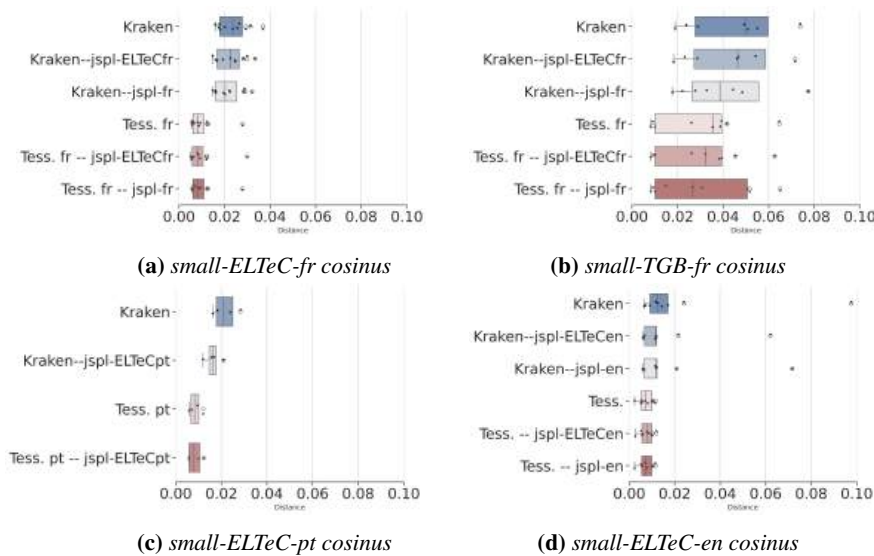 Kraken
Kraken--jspl-ELTeCfr
Kraken--jspl-fr
Tess. fr
Tess. fr -- jspl-ELTeCfr
Tess. fr -- jspl-fr
0.00 0.02 0.04 0.06 0.08 0.10
Distance
(a) small-ELTeC-fr cosinus
Kraken
Kraken--jspl-ELTeCfr
Kraken--jspl-fr
Tess. fr
Tess. fr -- jspl-ELTeCfr
Tess. fr -- jspl-fr
0.00 0.02 0.04 0.06 0.08 0.10
Distance
(b) small-TGB-fr cosinus
Kraken
Kraken--jspl-ELTeCpt
Tess. pt
Tess. pt -- jspl-ELTeCpt
0.00 0.02 0.04 0.06 0.08 0.10
Distance
(c) small-ELTeC-pt cosinus
Kraken
Kraken--jspl-ELTeCen
Kraken--jspl-en
Tess.
Tess. -- jspl-ELTeCen
Tess. -- jspl-en
0.00 0.02 0.04 0.06 0.08 0.10
Distance
(d) small-ELTeC-en cosinus